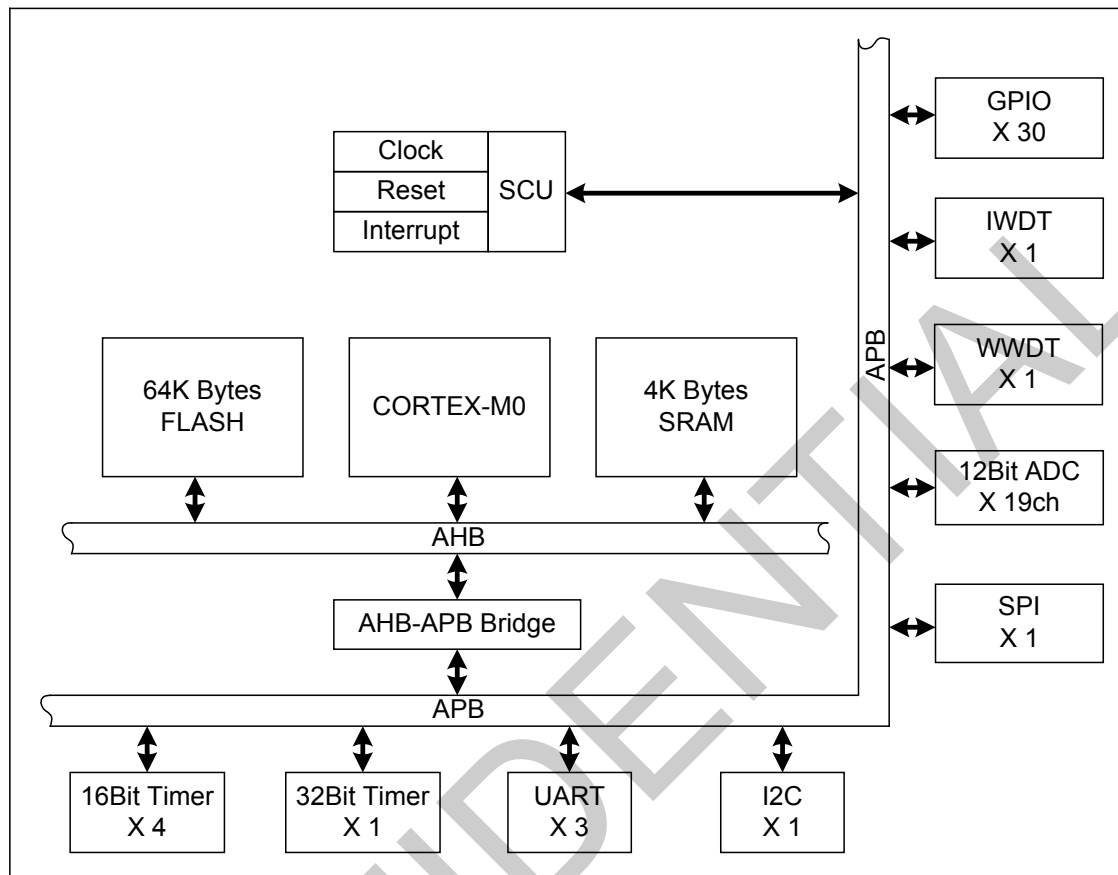 Clock
Reset
Interrupt
SCU
GPIO
X 30
IWDT
X 1
WWDT
X 1
12Bit ADC
X 19ch
SPI
X 1
APB
64K Bytes
FLASH
CORTEX-M0
4K Bytes
SRAM
AHB
AHB-APB Bridge
APB
16Bit Timer
X 4
32Bit Timer
X 1
UART
X 3
I2C
X 1
IDENTIAL